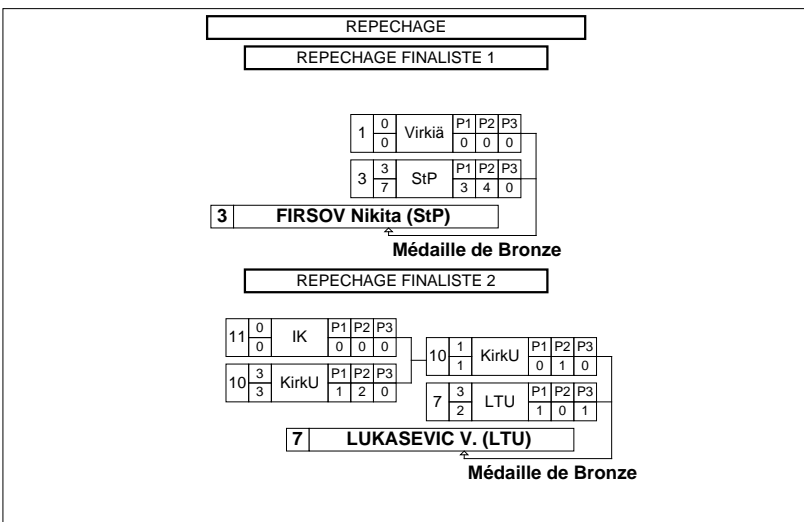 REPECHAGE
REPECHAGE FINALISTE 1
1 0 Virkiä P1 P2 P3
0 0 0 0
3 3 StP P1 P2 P3
7 3 4 0
3 FIRSOV Nikita (StP)
Médaille de Bronze
REPECHAGE FINALISTE 2
11 0 IK P1 P2 P3
0 0 0 0
10 3 KirkU P1 P2 P3
3 1 2 0
10 1 KirkU P1 P2 P3
1 0 1 0
7 3 LTU P1 P2 P3
2 1 0 1
7 LUKASEVIC V. (LTU)
Médaille de Bronze